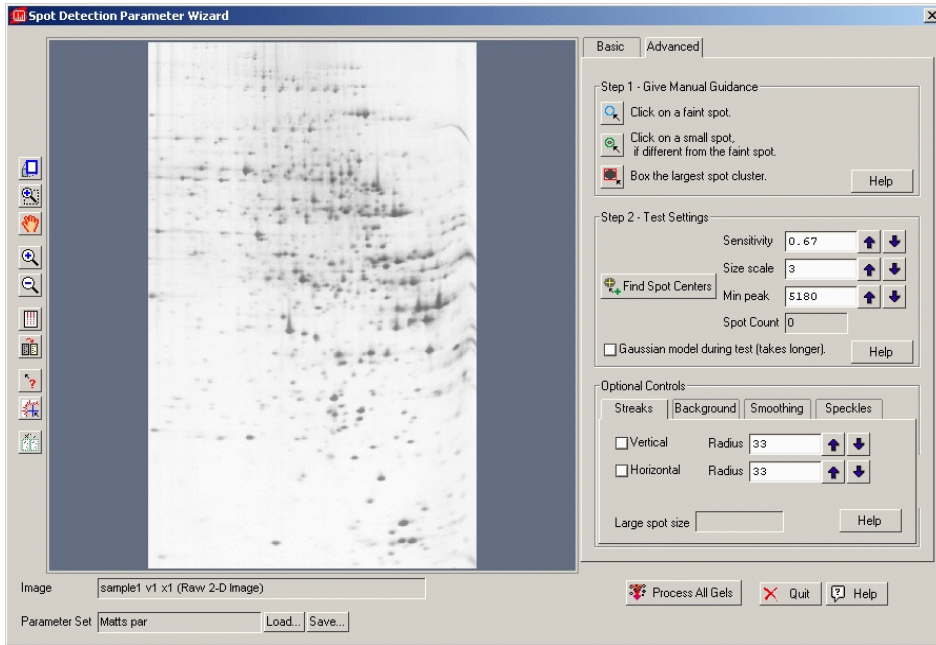 Spot Detection Parameter Wizard
Basic
Advanced
Step 1 - Give Manual Guidance
Click on a faint spot.
Click on a small spot,
if different from the faint spot.
Box the largest spot cluster.
Help
Step 2 - Test Settings
Sensitivity 0.67
Size scale 3
Find Spot Centers
Min peak 5180
Spot Count 0
Gaussian model during test (takes longer).
Help
Optional Controls
Streaks Background Smoothing Speckles
Vertical Radius 33
Horizontal Radius 33
Large spot size
Help
Image sample1 v1 x1 (Raw 2-D Image)
Process All Gels Quit Help
Parameter Set Matts par Load... Save...